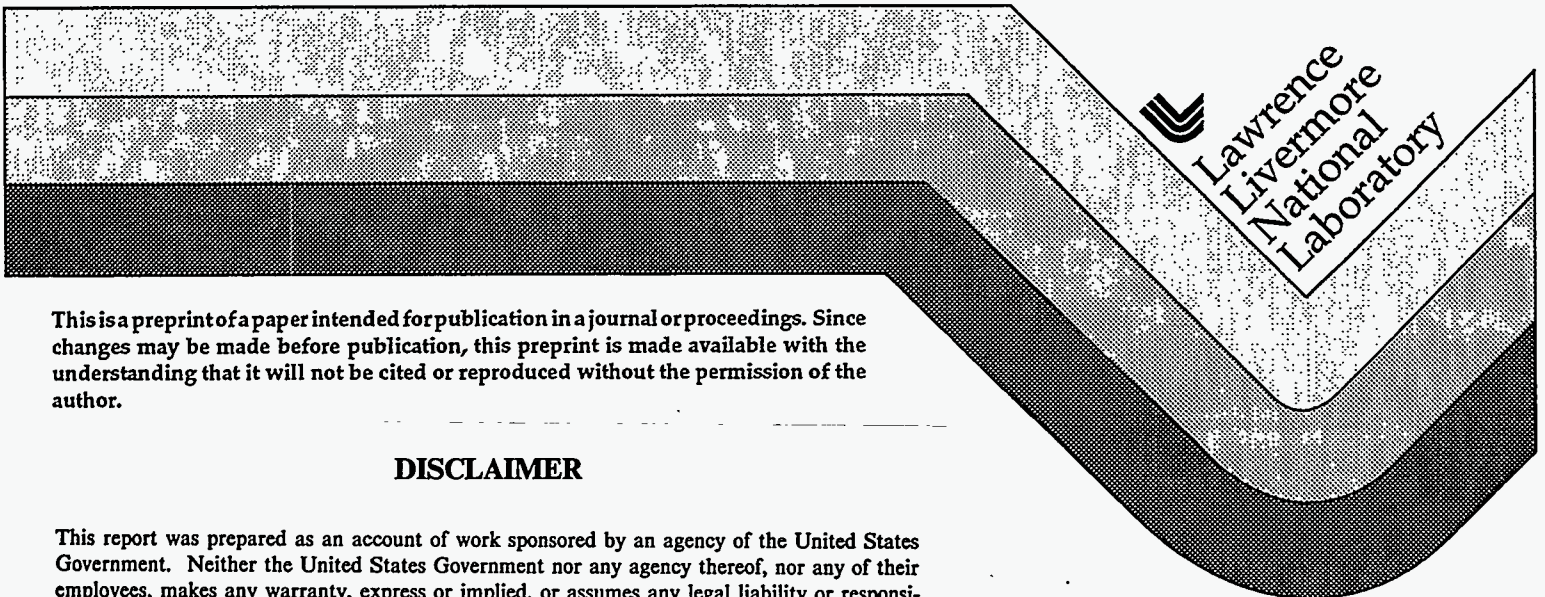 Lawrence
Livermore
National
Laboratory
This is a preprint of a paper intended for publication in a journal or proceedings. Since
changes may be made before publication, this preprint is made available with the
understanding that it will not be cited or reproduced without the permission of the
author.
DISCLAIMER
This report was prepared as an account of work sponsored by an agency of the United States
Government. Neither the United States Government nor any agency thereof, nor any of their
employees, makes any warranty, express or implied, or assumes any legal liability or responsi-